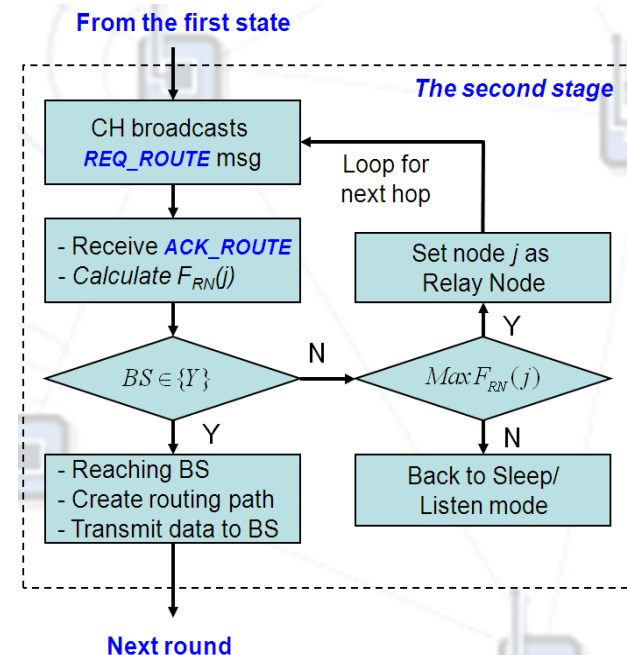 From the first state
The second stage
CH broadcasts
REQ_ROUTE msg
Loop for
next hop
- Receive ACK_ROUTE
- Calculate F_RN(j)
Set node j as
Relay Node
Y
BS ∈ {Y}
N
Max F_RN (j)
Y
N
- Reaching BS
- Create routing path
- Transmit data to BS
Back to Sleep/
Listen mode
Next round